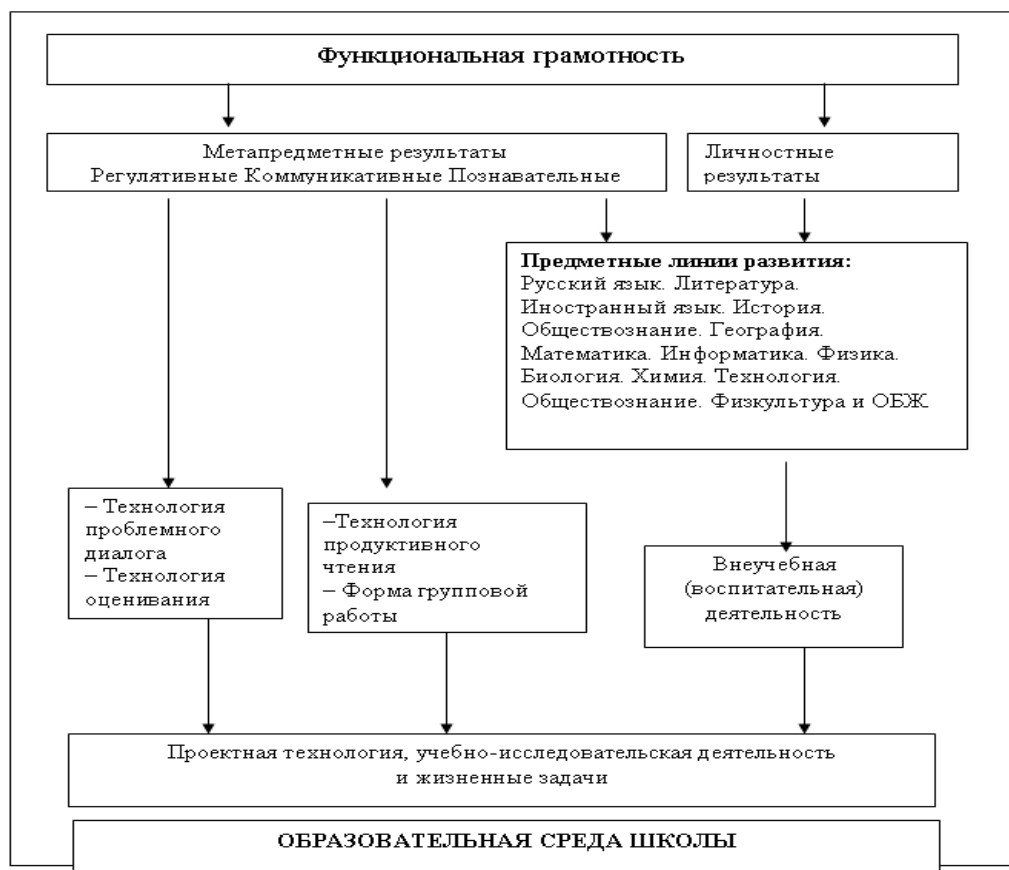 Функциональная грамотность
Метапредметные результаты
Регулятивные Коммуникативные Познавательные
Личностные
результаты
Предметные линии развития:
Русский язык. Литература.
Иностранный язык. История.
Обществознание. География.
Математика. Информатика. Физика.
Биология. Химия. Технология.
Обществознание. Физкультура и ОБЖ.
– Технология
проблемного
диалога
– Технология
оценивания
–Технология
продуктивного
чтения
– Форма групповой
работы
Внеучебная
(воспитательная)
деятельность
Проектная технология, учебно-исследовательская деятельность
и жизненные задачи
ОБРАЗОВАТЕЛЬНАЯ СРЕДА ШКОЛЫ